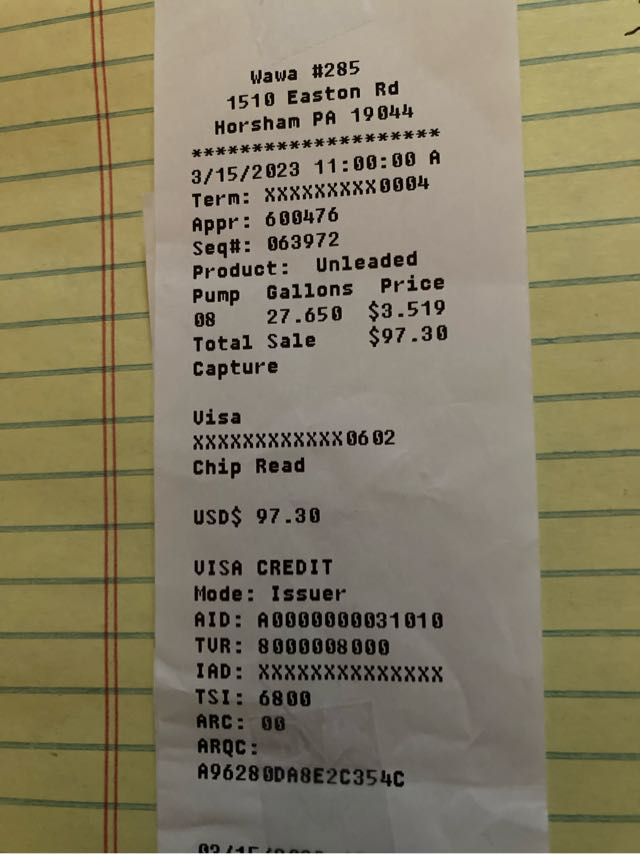 Wawa #285
1510 Easton Rd
Horsham PA 19044
********************
3/15/2023 11:00:00 A
Term: XXXXXXXXX0004
Appr: 600476
Seq#: 063972
Product: Unleaded
Pump Gallons Price
08 27.650 $3.519
Total Sale $97.30
Capture
Visa
XXXXXXXXXXXX0602
Chip Read
USD$ 97.30
VISA CREDIT
Mode: Issuer
AID: A0000000031010
TVR: 8000008000
IAD: XXXXXXXXXXXXXX
TSI: 6800
ARC: 00
ARQC:
A96280DA8E2C354C